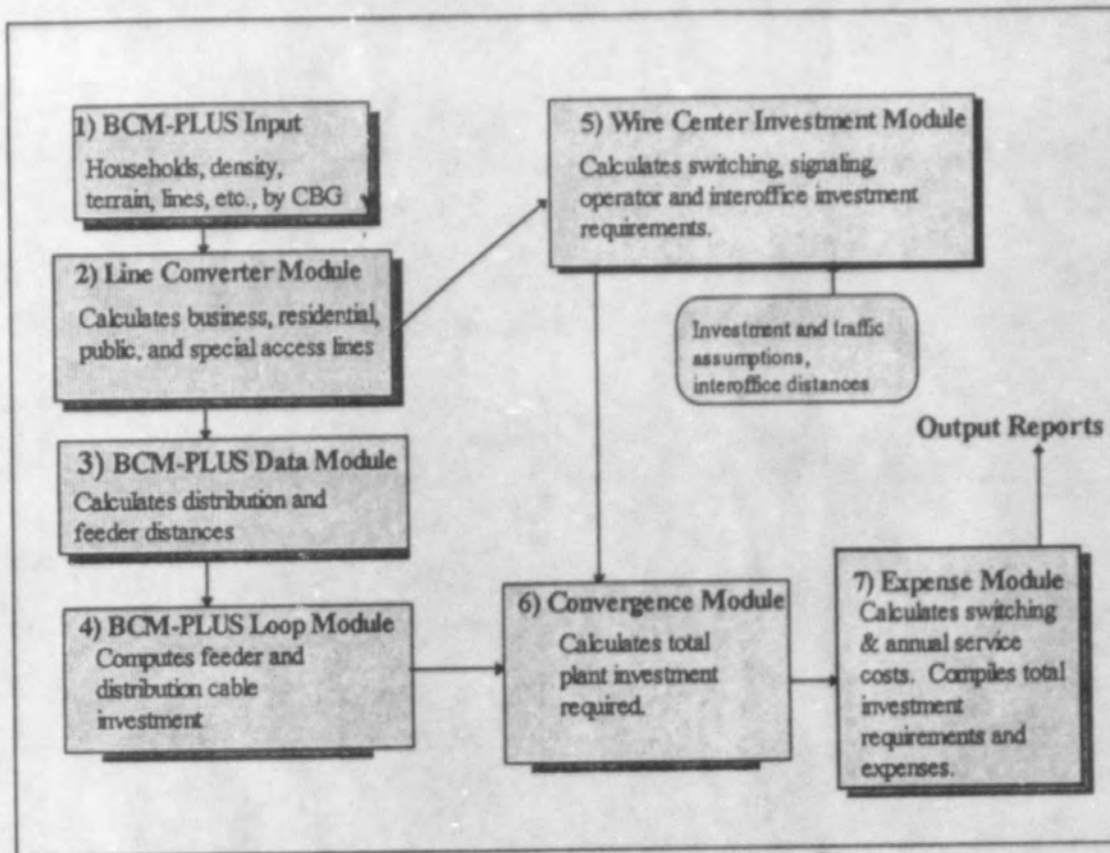 1) BCM-PLUS Input
Households, density,
terrain, lines, etc., by CBG
2) Line Converter Module
Calculates business, residential,
public, and special access lines
3) BCM-PLUS Data Module
Calculates distribution and
feeder distances
4) BCM-PLUS Loop Module
Computes feeder and
distribution cable
investment
5) Wire Center Investment Module
Calculates switching, signaling,
operator and interoffice investment
requirements.
Investment and traffic
assumptions,
interoffice distances
6) Convergence Module
Calculates total
plant investment
required.
7) Expense Module
Calculates switching
& annual service
costs. Compiles total
investment
requirements and
expenses.
Output Reports